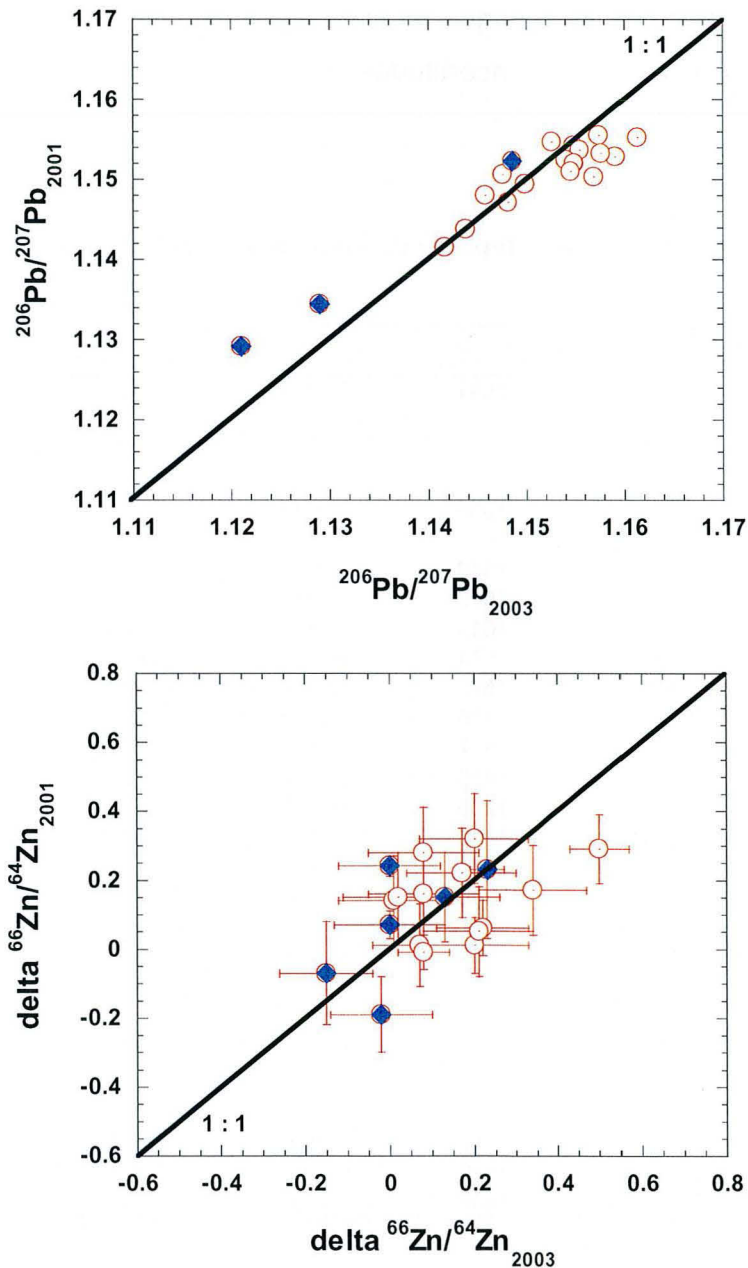 1.17
1 : 1
1.16
1.15
1.14
1.13
1.12
1.11
²⁰⁶Pb/²⁰⁷Pb₂₀₀₁
1.11 1.12 1.13 1.14 1.15 1.16 1.17
²⁰⁶Pb/²⁰⁷Pb₂₀₀₃
0.8
0.6
0.4
0.2
0
-0.2
-0.4
-0.6
delta ⁶⁶Zn/⁶⁴Zn₂₀₀₁
1 : 1
-0.6 -0.4 -0.2 0 0.2 0.4 0.6 0.8
delta ⁶⁶Zn/⁶⁴Zn₂₀₀₃